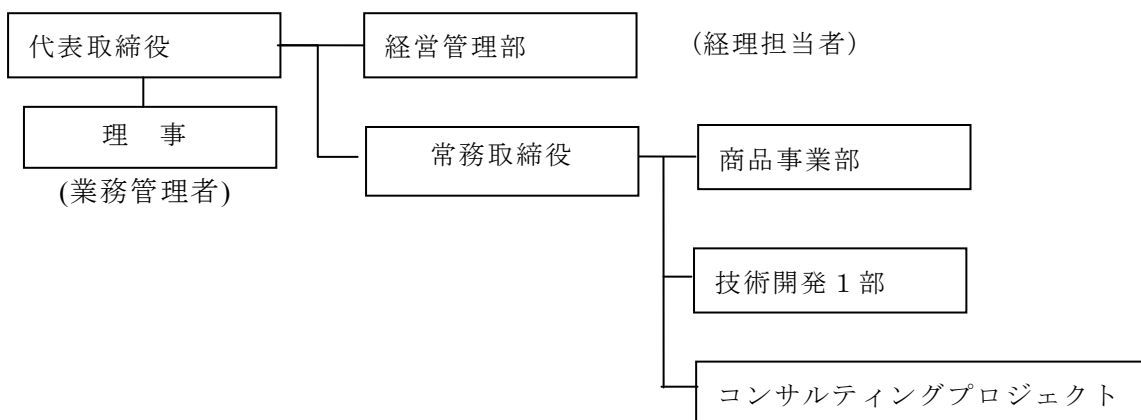 代表取締役
経営管理部
(経理担当者)
理　事
(業務管理者)
常務取締役
商品事業部
技術開発１部
コンサルティングプロジェクト